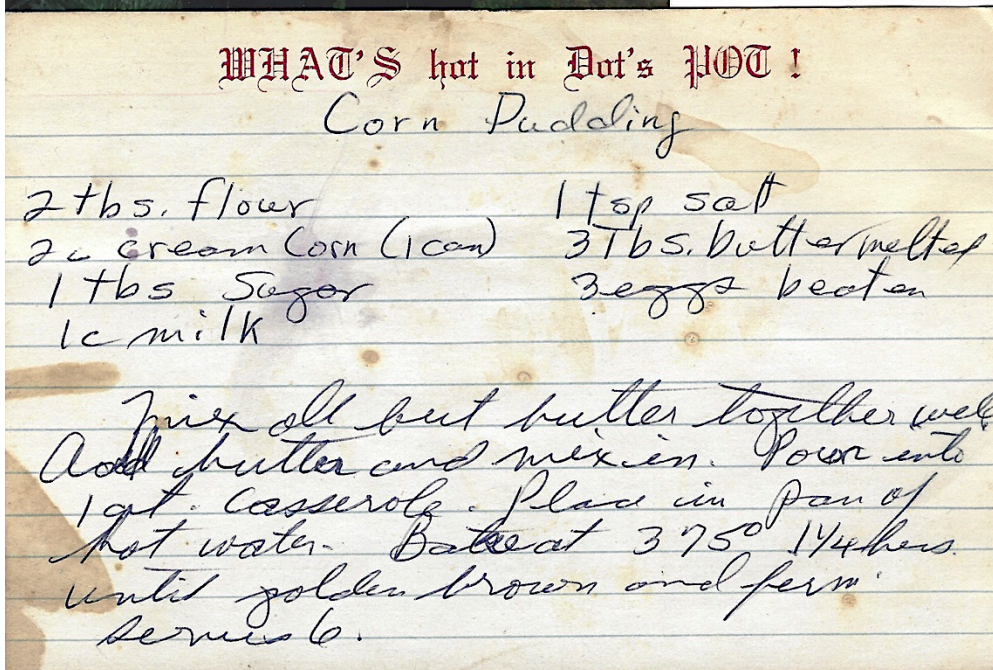 WHAT'S hot in Dot's POT !
Corn Pudding
2 tbs. flour 1 tsp salt
2c cream Corn (1 can) 3 Tbs. butter melted
1 tbs Sugar 3 eggs beaten
1c milk
Mix all but butter together well
Add butter and mix in. Pour into
1 qt. casserole. Place in pan of
hot water. Bake at 375° 1 1/4 hrs.
until golden brown and firm.
serves 6.